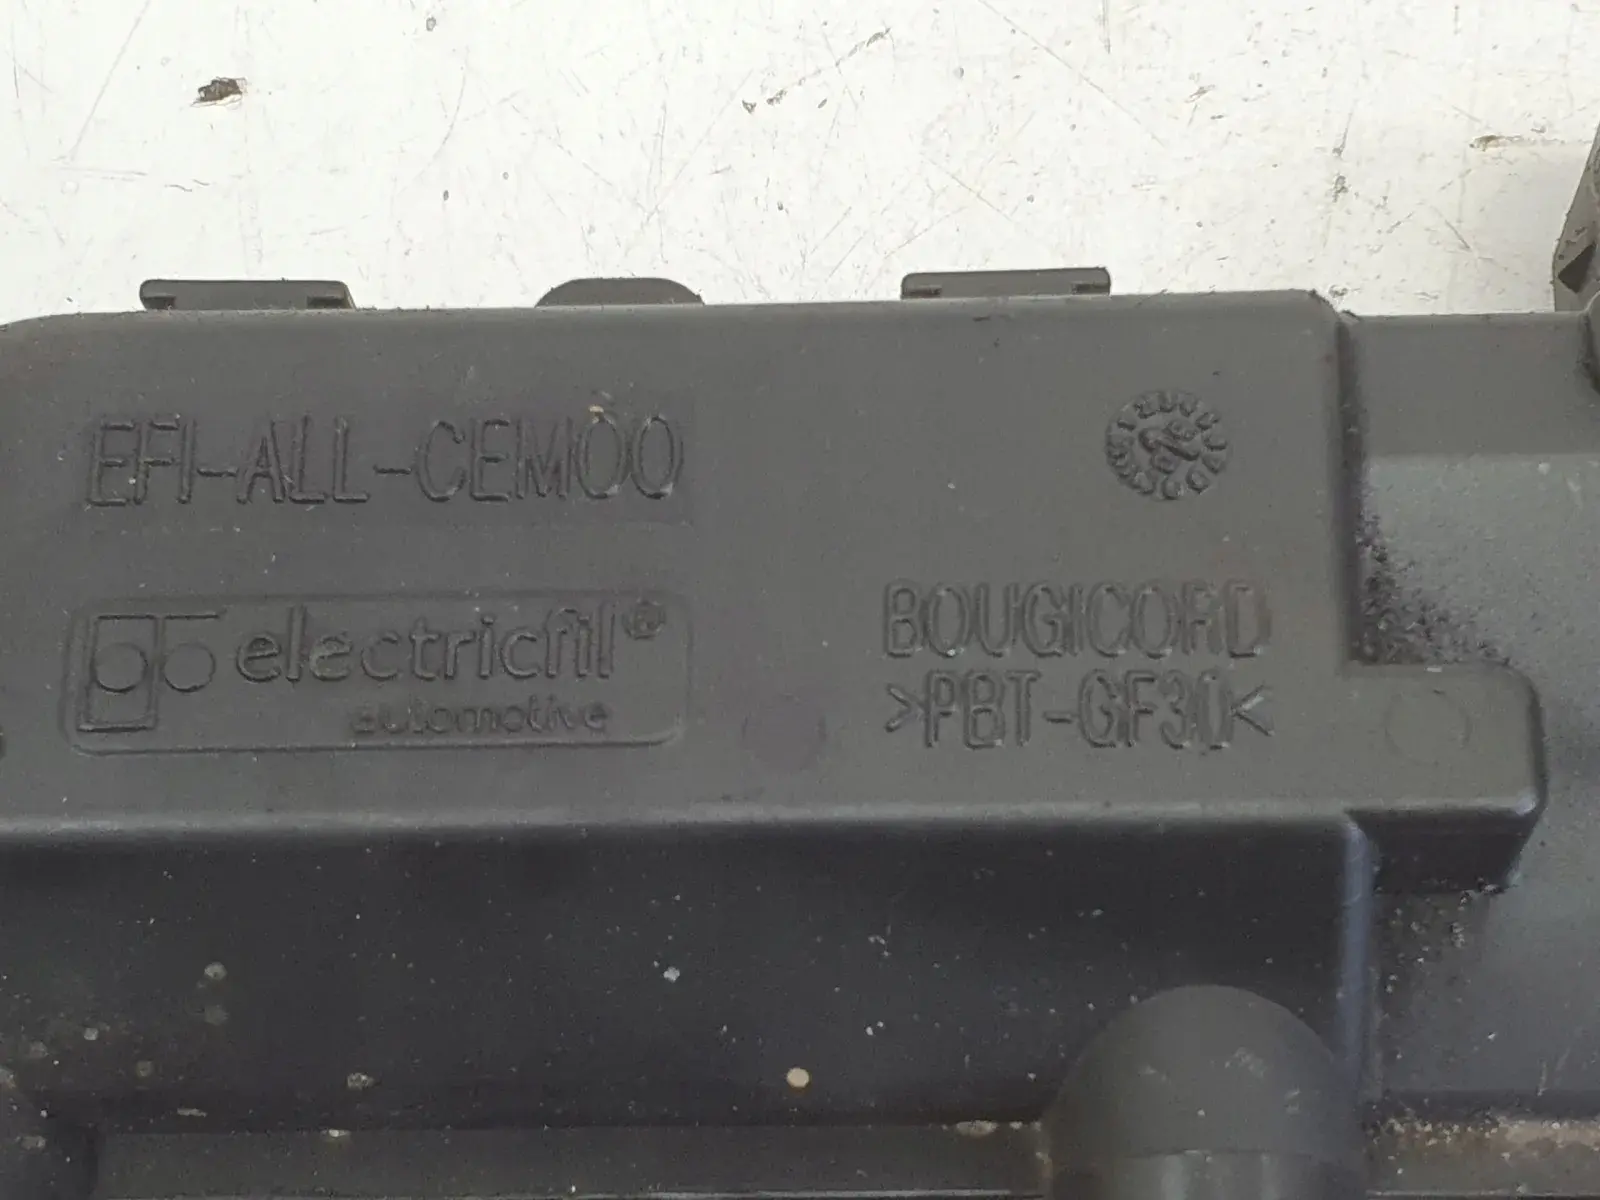 EFI-ALL-CEM00
electricfil®
automotive
BOUGICORD
>PBT-GF30<